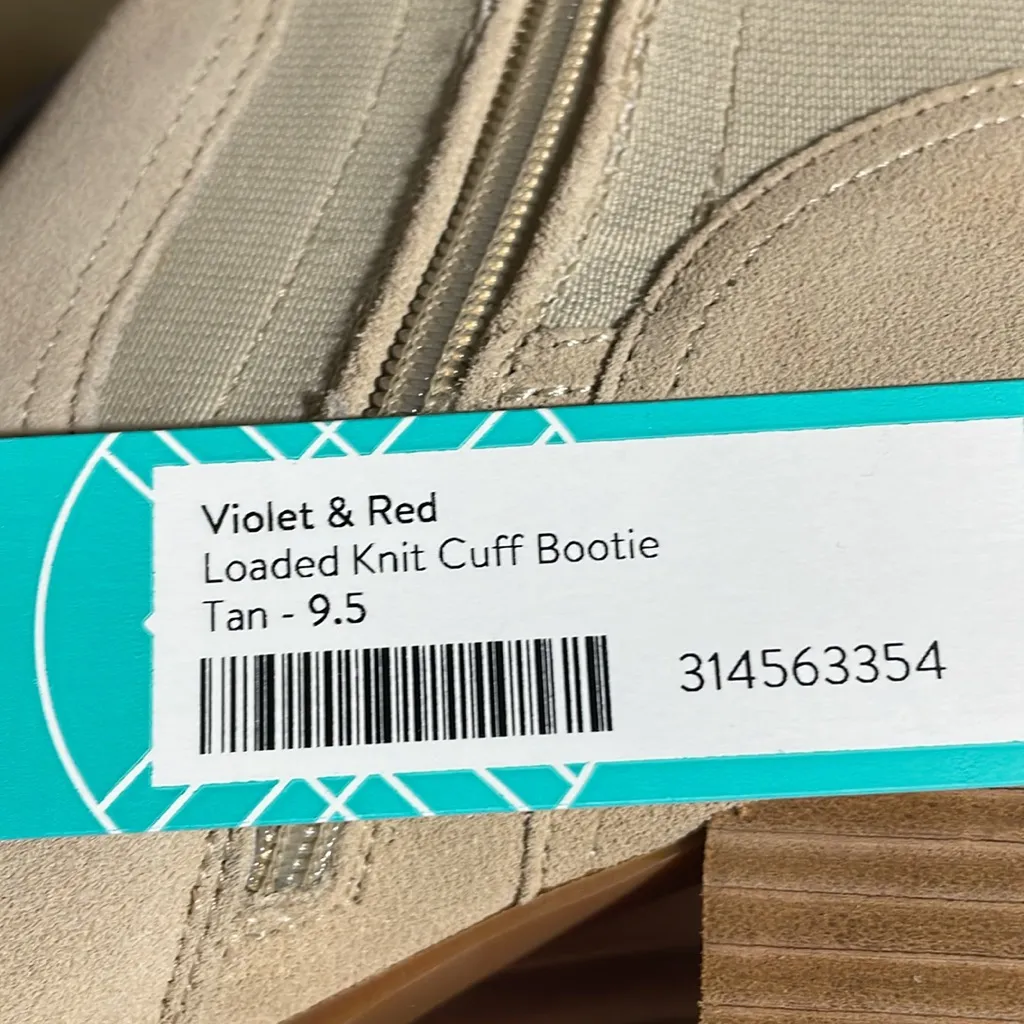 Violet & Red
Loaded Knit Cuff Bootie
Tan - 9.5
314563354